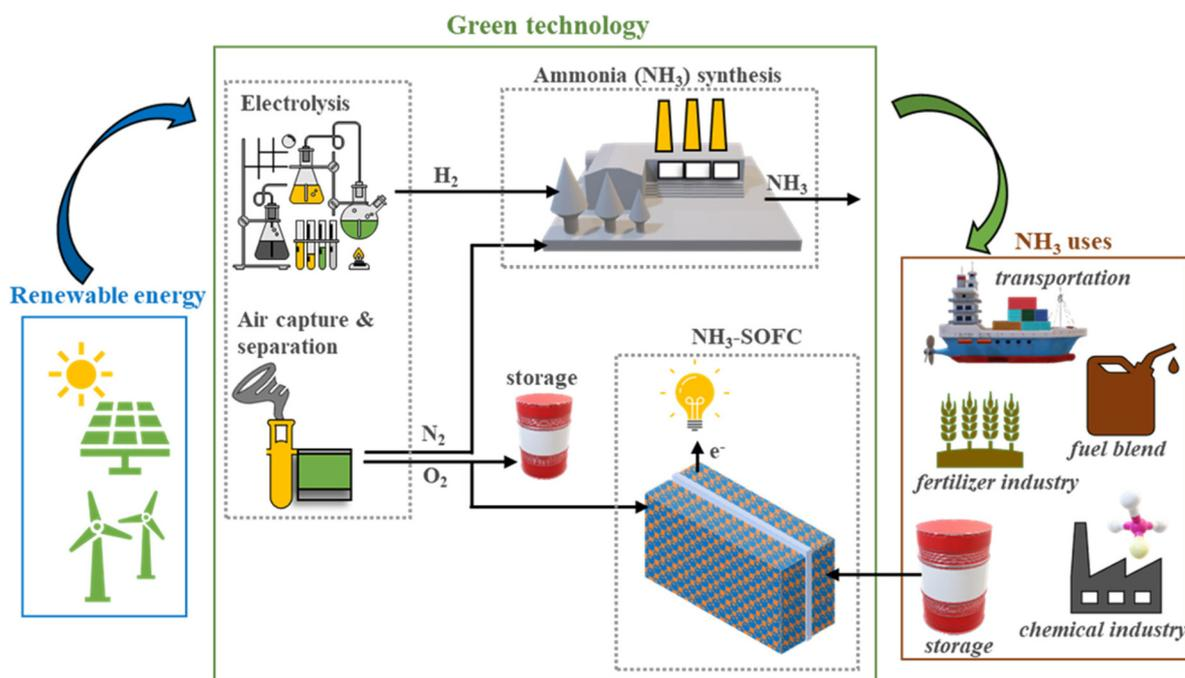 Green technology
Electrolysis
Ammonia (NH₃) synthesis
H₂
NH₃
Renewable energy
Air capture &
separation
storage
N₂
O₂
NH₃-SOFC
e⁻
NH₃ uses
transportation
fuel blend
fertilizer industry
chemical industry
storage